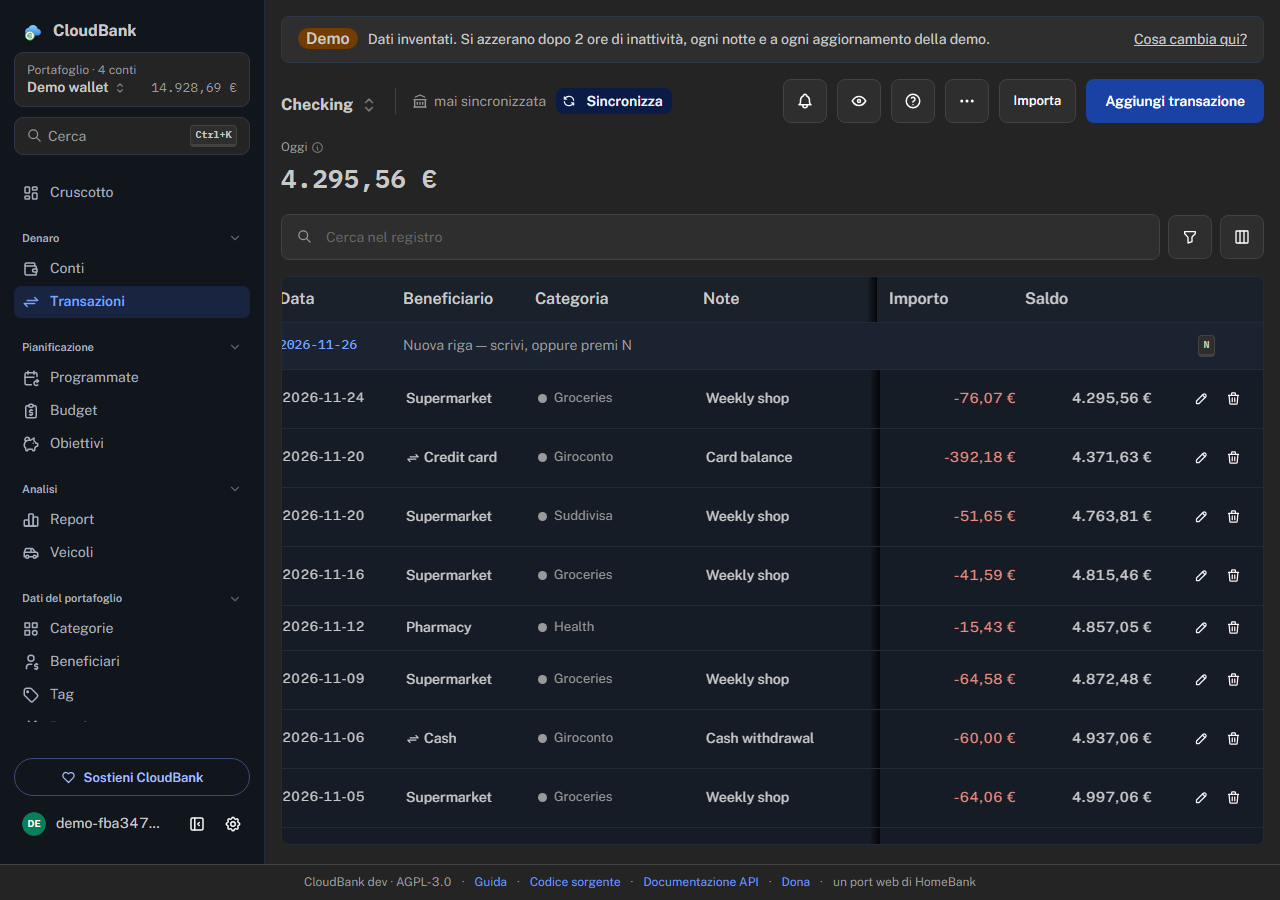 CloudBank
Portafoglio · 4 conti
Demo wallet 14.928,69 €
Cerca Ctrl+K
Cruscotto
Denaro
Conti
Transazioni
Pianificazione
Programmate
Budget
Obiettivi
Analisi
Report
Veicoli
Dati del portafoglio
Categorie
Beneficiari
Tag
Sostieni CloudBank
DE demo-fba347…
Demo Dati inventati. Si azzerano dopo 2 ore di inattività, ogni notte e a ogni aggiornamento della demo. Cosa cambia qui?
Checking mai sincronizzata Sincronizza Importa Aggiungi transazione
Oggi
4.295,56 €
Cerca nel registro
Data Beneficiario Categoria Note Importo Saldo
2026-11-26 Nuova riga — scrivi, oppure premi N N
2026-11-24 Supermarket Groceries Weekly shop -76,07 € 4.295,56 €
2026-11-20 Credit card Giroconto Card balance -392,18 € 4.371,63 €
2026-11-20 Supermarket Suddivisa Weekly shop -51,65 € 4.763,81 €
2026-11-16 Supermarket Groceries Weekly shop -41,59 € 4.815,46 €
2026-11-12 Pharmacy Health -15,43 € 4.857,05 €
2026-11-09 Supermarket Groceries Weekly shop -64,58 € 4.872,48 €
2026-11-06 Cash Giroconto Cash withdrawal -60,00 € 4.937,06 €
2026-11-05 Supermarket Groceries Weekly shop -64,06 € 4.997,06 €
CloudBank dev · AGPL-3.0 · Guida · Codice sorgente · Documentazione API · Dona · un port web di HomeBank